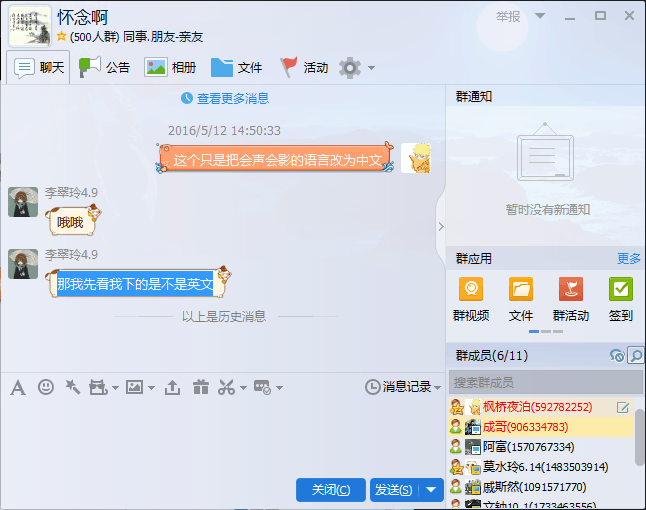 怀念啊
举报
(500人群) 同事.朋友-亲友
聊天
公告
相册
文件
活动
查看更多消息
2016/5/12 14:50:33
这个只是把会声会影的语言改为中文
李翠玲4.9
哦哦
李翠玲4.9
那我先看我下的是不是英文
以上是历史消息
消息记录
关闭(C)
发送(S)
群通知
暂时没有新通知
群应用
更多
群视频
文件
群活动
签到
群成员(6/11)
搜索群成员
枫桥夜泊(592782252)
成哥(906334783)
阿富(1570767334)
莫水玲6.14(1483503914)
戚斯然(1091571770)